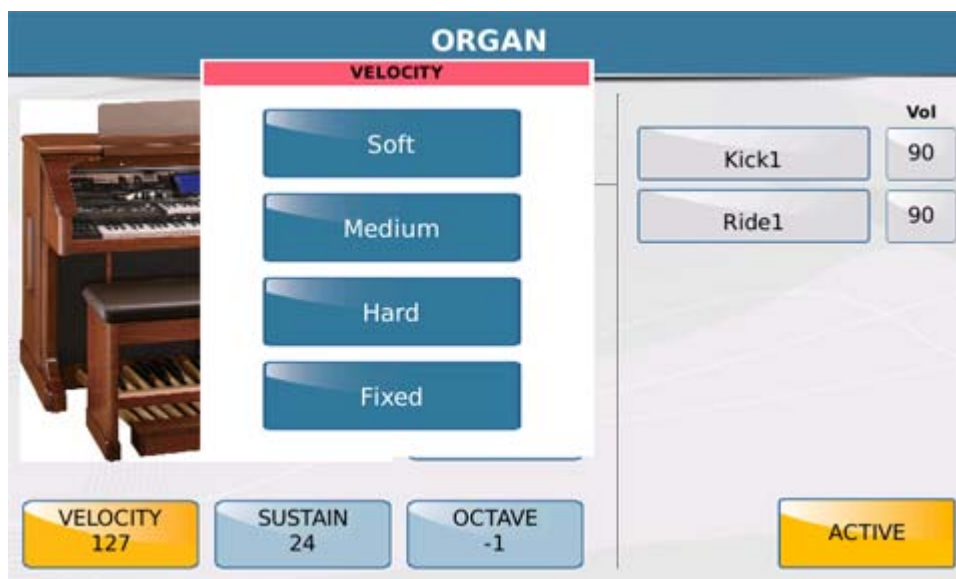 ORGAN
VELOCITY
Soft
Medium
Hard
Fixed
Vol
Kick1
90
Ride1
90
VELOCITY
127
SUSTAIN
24
OCTAVE
-1
ACTIVE